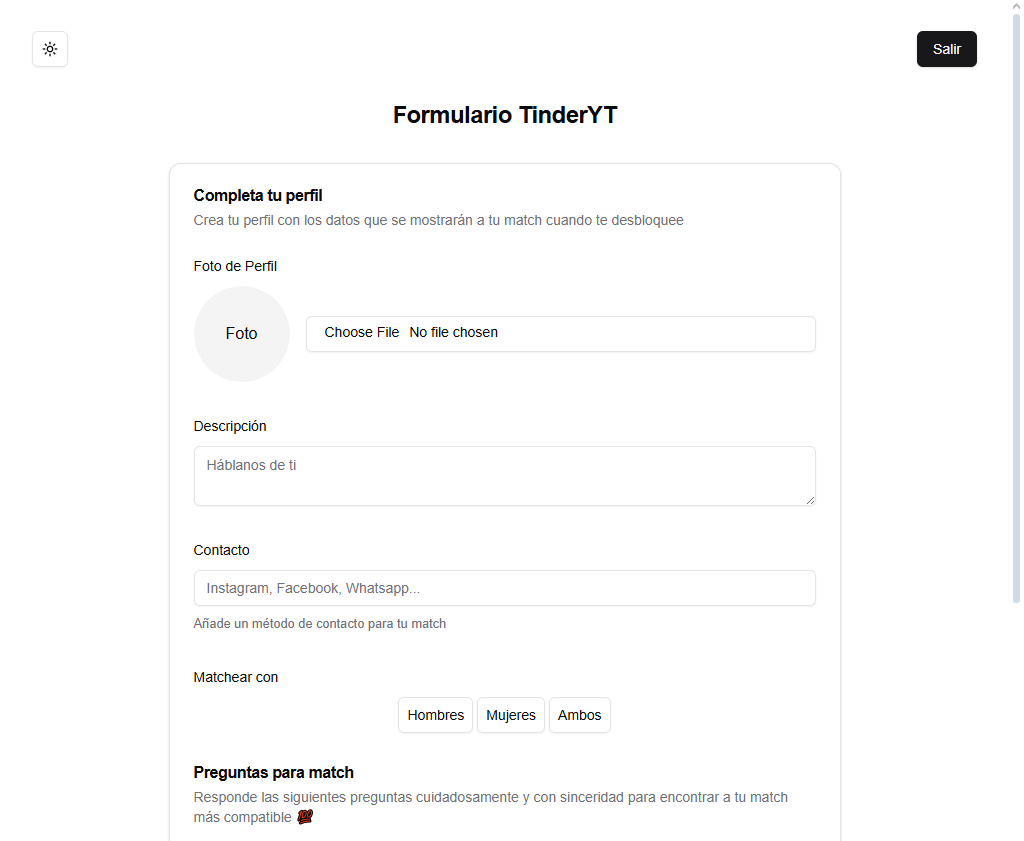 Salir
Formulario TinderYT
Completa tu perfil
Crea tu perfil con los datos que se mostrarán a tu match cuando te desbloquee
Foto de Perfil
Foto
Choose File No file chosen
Descripción
Háblanos de ti
Contacto
Instagram, Facebook, Whatsapp...
Añade un método de contacto para tu match
Matchear con
Hombres Mujeres Ambos
Preguntas para match
Responde las siguientes preguntas cuidadosamente y con sinceridad para encontrar a tu match
más compatible 💯